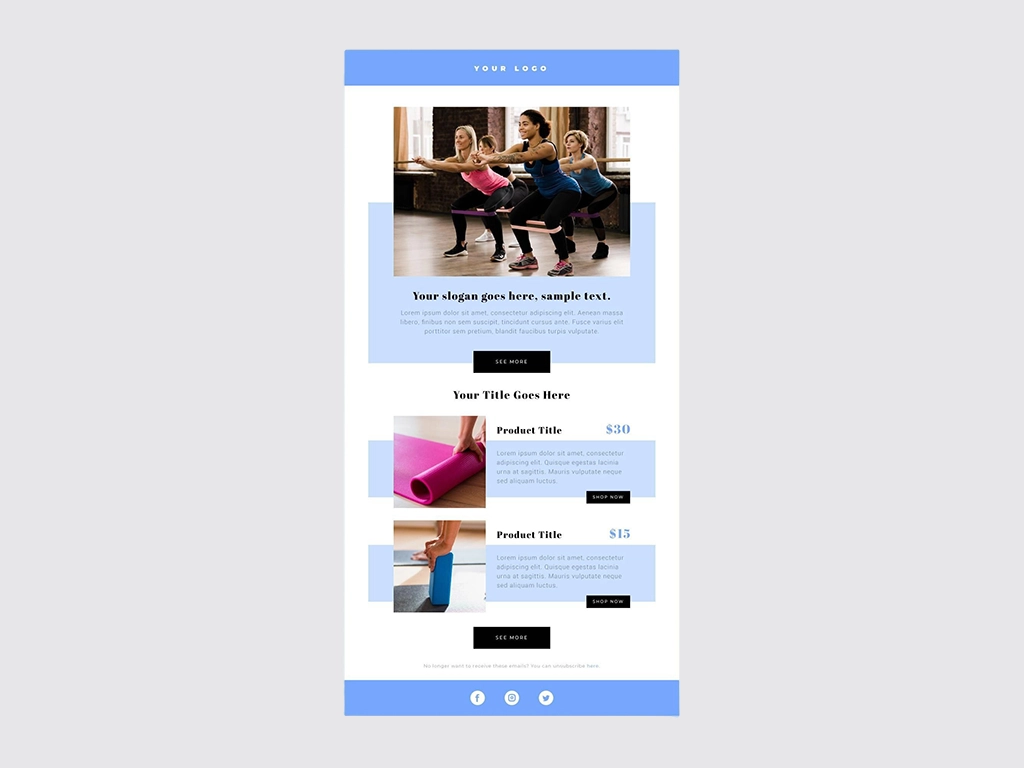 YOUR LOGO
Your slogan goes here, sample text.
Lorem ipsum dolor sit amet, consectetur adipiscing elit. Aenean massa
libero, finibus non sem suscipit, tincidunt cursus ante. Fusce varius elit
porttitor sem pretium, blandit faucibus turpis vulputate.
SEE MORE
Your Title Goes Here
Product Title $30
Lorem ipsum dolor sit amet, consectetur
adipiscing elit. Quisque egestas lacinia
urna at sagittis. Mauris vulputate neque
sed aliquam luctus.
SHOP NOW
Product Title $15
Lorem ipsum dolor sit amet, consectetur
adipiscing elit. Quisque egestas lacinia
urna at sagittis. Mauris vulputate neque
sed aliquam luctus.
SHOP NOW
SEE MORE
No longer want to receive these emails? You can unsubscribe here.